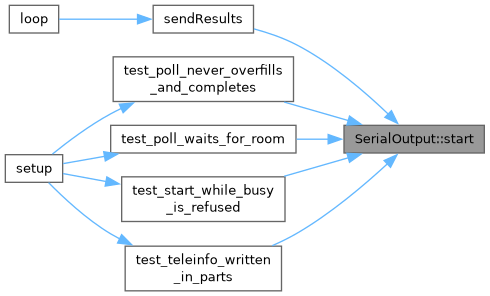 loop
sendResults
test_poll_never_overfills
_and_completes
test_poll_waits_for_room
SerialOutput::start
setup
test_start_while_busy
_is_refused
test_teleinfo_written
_in_parts